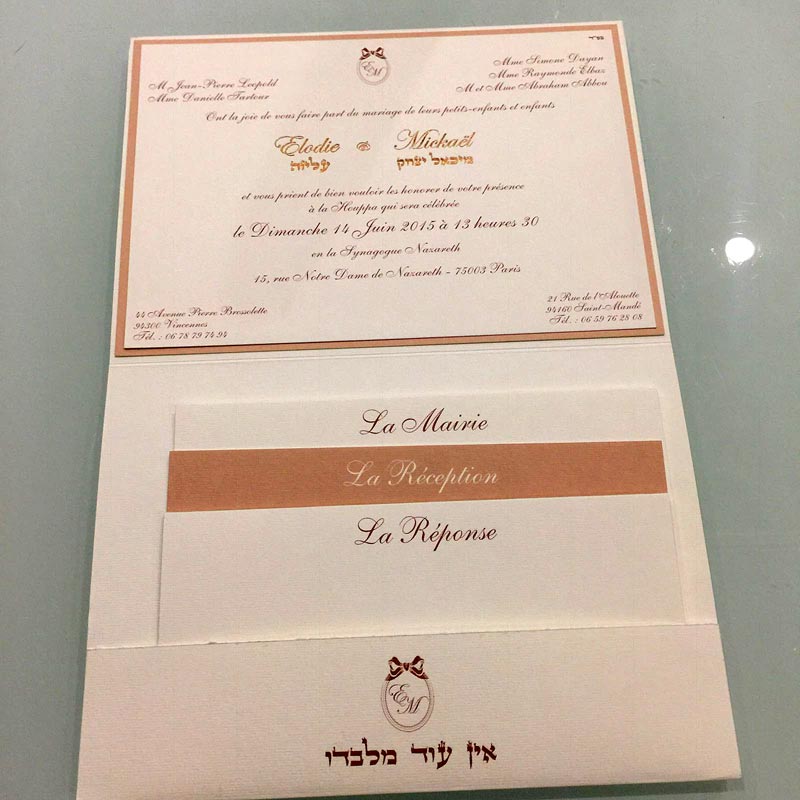 בס"ד
EM
M Jean-Pierre Leopold
Mme Danielle Tartour
Mme Simone Dayan
Mme Raymonde Elbaz
M et Mme Abraham Abbou
Ont la joie de vous faire part du mariage de leurs petits-enfants et enfants
Elodie & Mickaël
עליזה מיכאל יצחק
et vous prient de bien vouloir les honorer de votre présence
à la Houppa qui sera célébrée
le Dimanche 14 Juin 2015 à 13 heures 30
en la Synagogue Nazareth
15, rue Notre Dame de Nazareth - 75003 Paris
44 Avenue Pierre Brossolette
94300 Vincennes
Tél. : 06 78 79 74 94
21 Rue de l'Alouette
94160 Saint-Mandé
Tél. : 06 59 76 28 08
La Mairie
La Réception
La Réponse
EM
אין עוד מלבדו